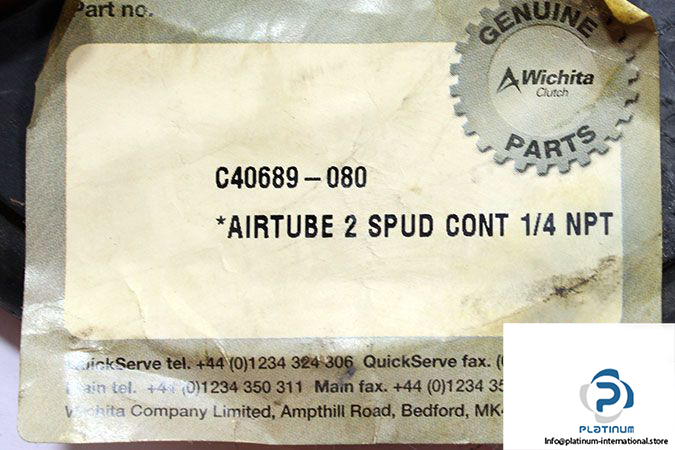 Part no.
GENUINE
Wichita
Clutch
PARTS
C40689-080
*AIRTUBE 2 SPUD CONT 1/4 NPT
QuickServe tel. +44 (0)1234 324 306 QuickServe fax.
Main tel. +44 (0)1234 350 311 Main fax. +44 (0)1234
Wichita Company Limited, Ampthill Road, Bedford,
PLATINUM
Info@platinum-international.store